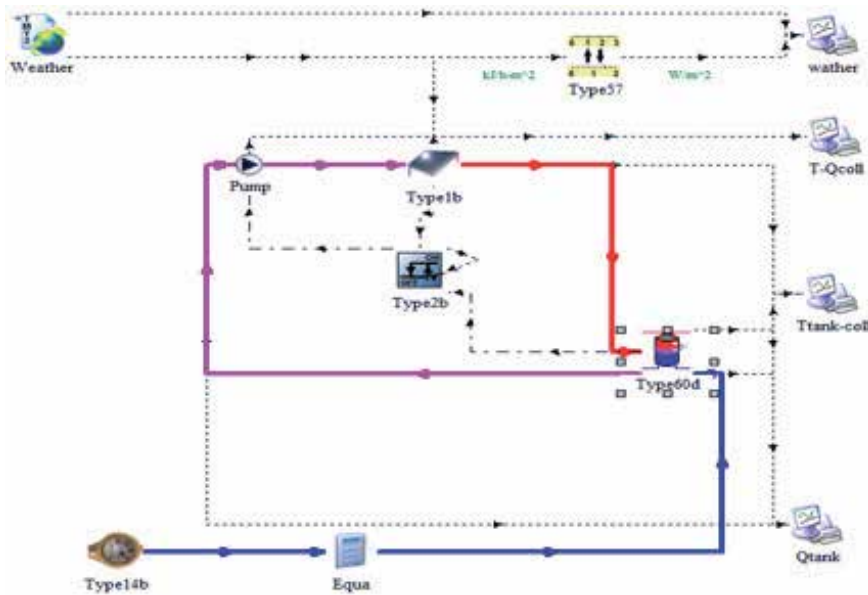 Weather
Type57
kJ/h-m^2
W/m^2
wather
T-Qcoll
Pump
Type1b
Type2b
Ttank-coll
Type60d
Qtank
Type14b
Equa